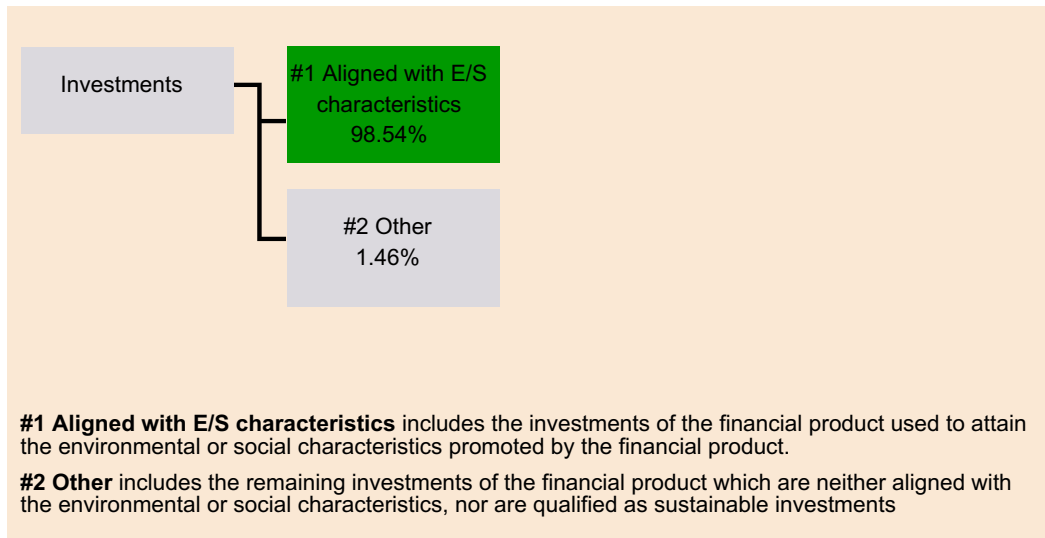 Investments
#1 Aligned with E/S
characteristics
98.54%
#2 Other
1.46%
#1 Aligned with E/S characteristics includes the investments of the financial product used to attain
the environmental or social characteristics promoted by the financial product.
#2 Other includes the remaining investments of the financial product which are neither aligned with
the environmental or social characteristics, nor are qualified as sustainable investments